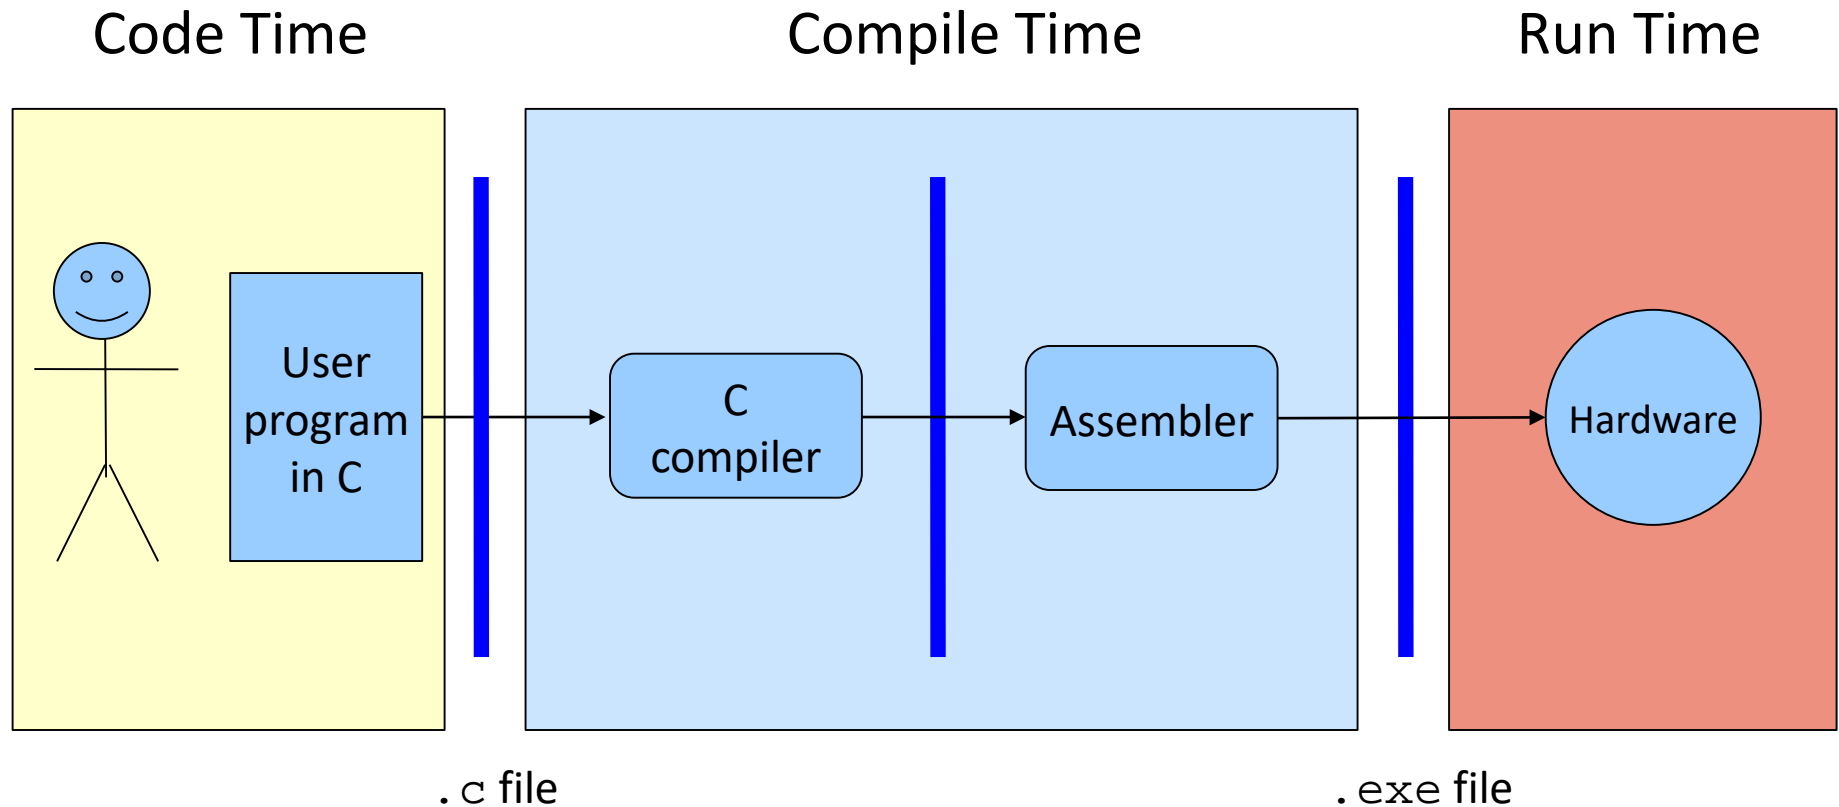 Code Time
Compile Time
Run Time
User
program
in C
C
compiler
Assembler
Hardware
.c file
.exe file